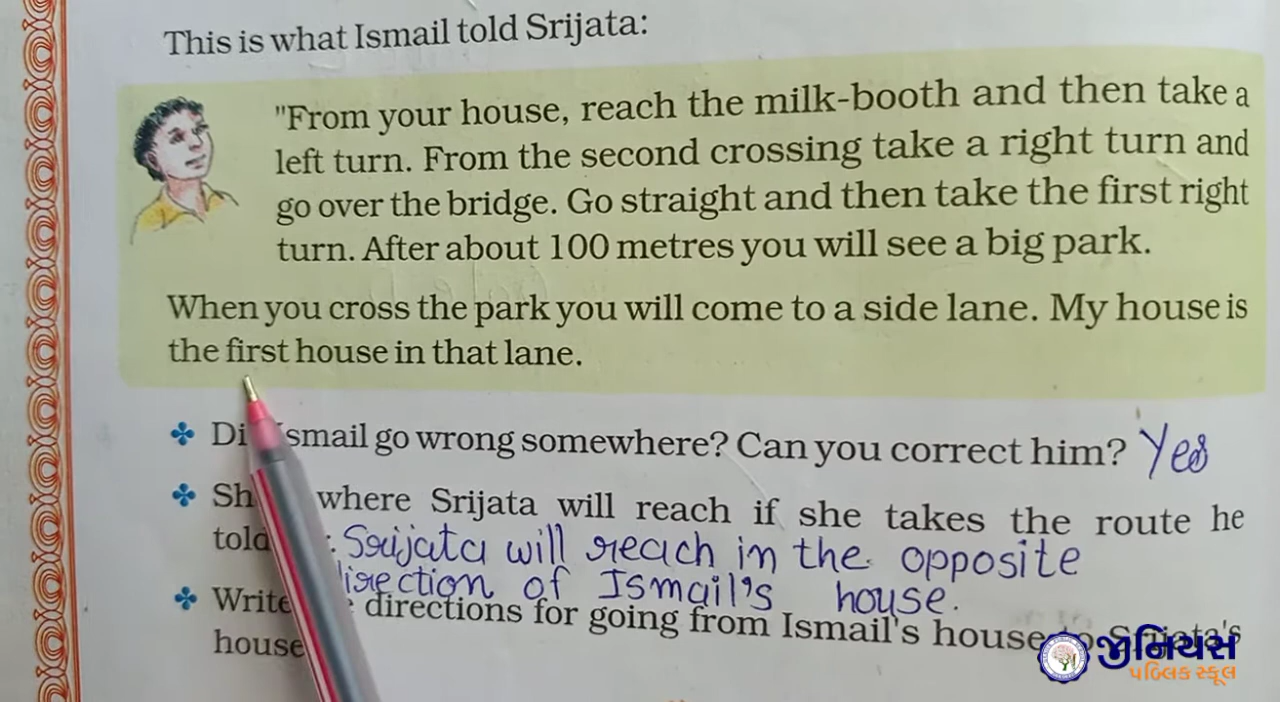 This is what Ismail told Srijata:
"From your house, reach the milk-booth and then take a
left turn. From the second crossing take a right turn and
go over the bridge. Go straight and then take the first right
turn. After about 100 metres you will see a big park.
When you cross the park you will come to a side lane. My house is
the first house in that lane.
Di smail go wrong somewhere? Can you correct him? Yes
Sh where Srijata will reach if she takes the route he
told Srijata will reach in the opposite
direction of Ismail's house.
Write directions for going from Ismail's house to Srijata's
house
જીનિયસ
પબ્લિક સ્કૂલ